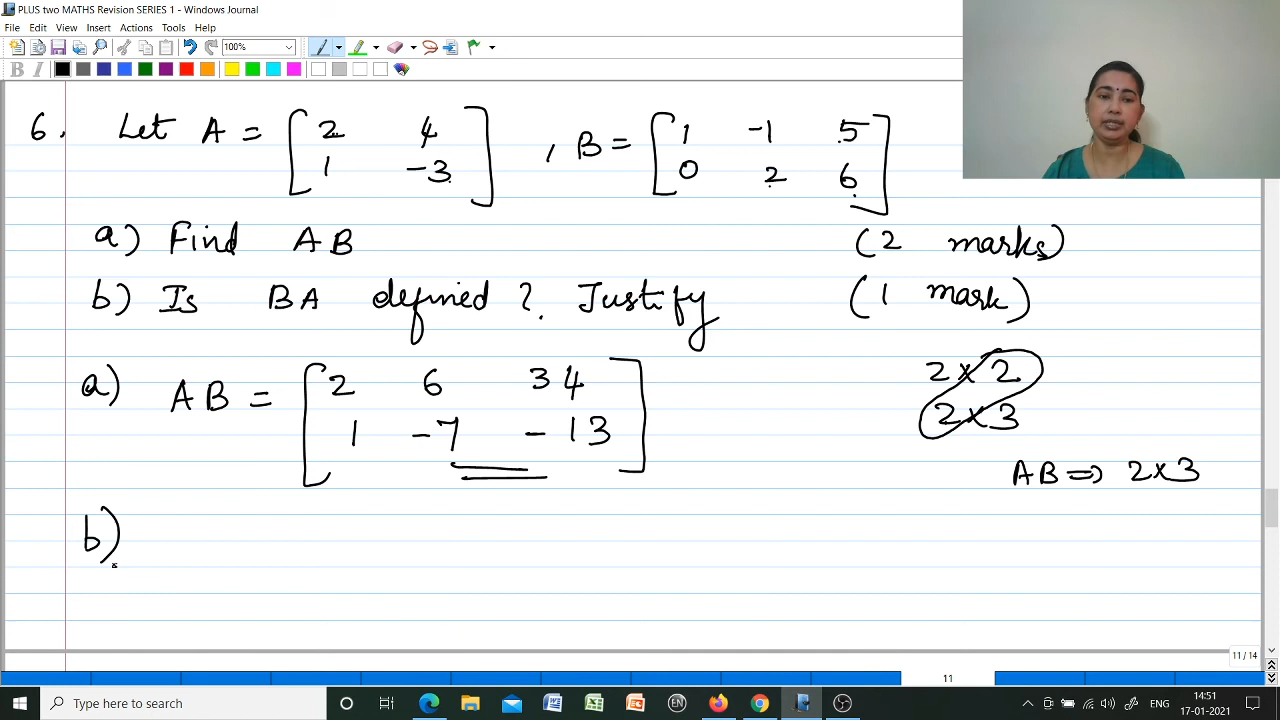 PLUS two MATHS Revision SERIES 1 - Windows Journal
File Edit View Insert Actions Tools Help
100%
B I
6. Let A = [ 2 4 , B = [ 1 -1 5
1 -3 ] 0 2 6 ]
a) Find AB (2 marks)
b) Is BA defined ? Justify (1 mark)
a) AB = [ 2 6 34
1 -7 -13 ]
2 x 2
2 x 3
AB ⇒ 2x3
b)
11 / 14
11
Type here to search
ENG
14:51
17-01-2021